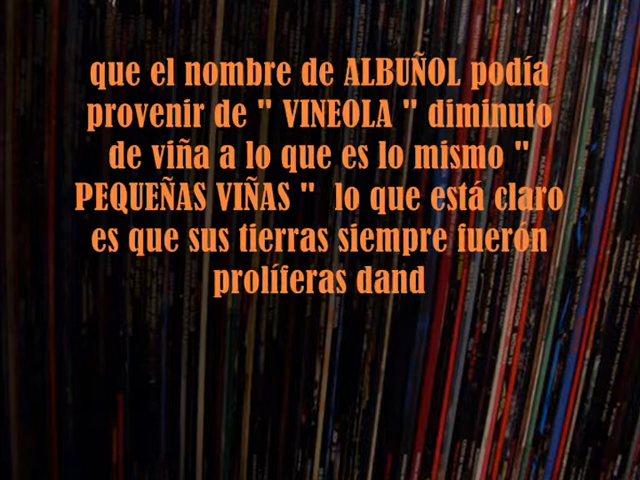 que el nombre de ALBUÑOL podía
provenir de " VINEOLA " diminuto
de viña a lo que es lo mismo "
PEQUEÑAS VIÑAS "  lo que está claro
es que sus tierras siempre fuerón
prolíferas dand